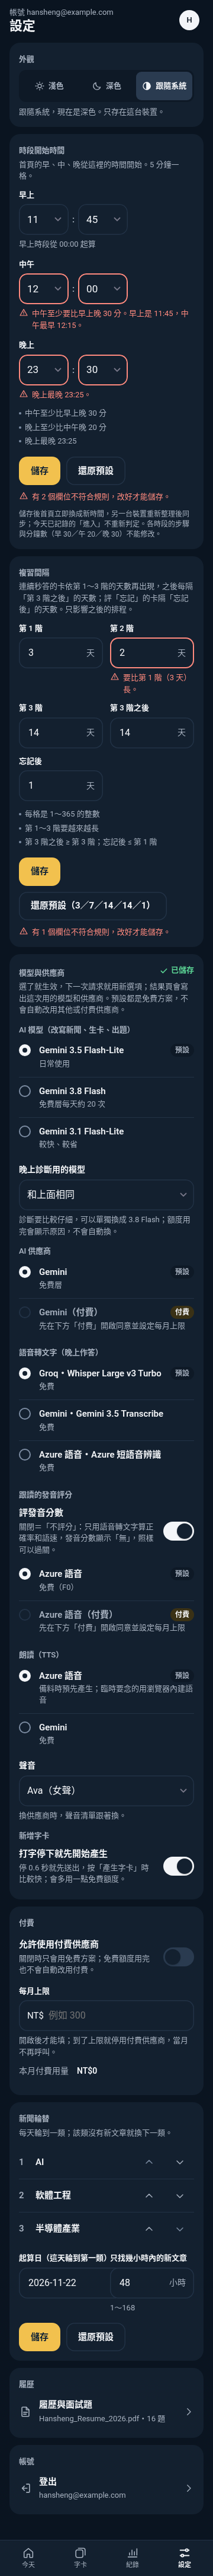 帳號 hansheng@example.com
設定
H
外觀
淺色
深色
跟隨系統
跟隨系統，現在是深色。只存在這台裝置。
時段開始時間
首頁的早、中、晚從這裡的時間開始。5 分鐘一
格。
早上
11 : 45
早上時段從 00:00 起算
中午
12 : 00
中午至少要比早上晚 30 分。早上是 11:45，中
午最早 12:15。
晚上
23 : 30
晚上最晚 23:25。
• 中午至少比早上晚 30 分
• 晚上至少比中午晚 20 分
• 晚上最晚 23:25
儲存
還原預設
有 2 個欄位不符合規則，改好才能儲存。
儲存後首頁立即換成新時間，另一台裝置重新整理後同
步；今天已記錄的「進入」不重新判定。各時段的步驟
與分鐘數（早 30／午 20／晚 30）不能修改。
複習間隔
連續秒答的卡依第 1～3 階的天數再出現，之後每隔
「第 3 階之後」的天數；評「忘記」的卡隔「忘記
後」的天數。只影響之後的排程。
第 1 階
第 2 階
3 天
2 天
要比第 1 階（3 天）
長。
第 3 階
第 3 階之後
14 天
14 天
忘記後
1 天
• 每格是 1～365 的整數
• 第 1～3 階要越來越長
• 第 3 階之後 ≥ 第 3 階；忘記後 ≤ 第 1 階
儲存
還原預設（3／7／14／14／1）
有 1 個欄位不符合規則，改好才能儲存。
模型與供應商
已儲存
選了就生效，下一次請求就用新選項；結果頁會寫
出這次用的模型和供應商。預設都是免費方案，不
會自動改用其他或付費供應商。
AI 模型（改寫新聞、生卡、出題）
Gemini 3.5 Flash-Lite
預設
日常使用
Gemini 3.8 Flash
免費層每天約 20 次
Gemini 3.1 Flash-Lite
較快、較省
晚上診斷用的模型
和上面相同
診斷要比較仔細，可以單獨換成 3.8 Flash；額度用
完會顯示原因，不會自動換。
AI 供應商
Gemini
預設
免費層
Gemini（付費）
付費
先在下方「付費」開啟同意並設定每月上限
語音轉文字（晚上作答）
Groq・Whisper Large v3 Turbo
預設
免費
Gemini・Gemini 3.5 Transcribe
免費
Azure 語音・Azure 短語音辨識
免費
跟讀的發音評分
評發音分數
關閉＝「不評分」：只用語音轉文字算正
確率和語速，發音分數顯示「無」，照樣
可以過關。
Azure 語音
預設
免費（F0）
Azure 語音（付費）
付費
先在下方「付費」開啟同意並設定每月上限
朗讀（TTS）
Azure 語音
預設
備料時預先產生；臨時要念的用瀏覽器內建語
音
Gemini
免費
聲音
Ava（女聲）
換供應商時，聲音清單跟著換。
新增字卡
打字停下就先開始產生
停 0.6 秒就先送出，按「產生字卡」時
比較快；會多用一點免費額度。
付費
允許使用付費供應商
關閉時只會用免費方案；免費額度用完
也不會自動改用付費。
每月上限
NT$ 例如 300
開啟後才能填；到了上限就停用付費供應商，當月
不再呼叫。
本月付費用量 NT$0
新聞輪替
每天輪到一類；該類沒有新文章就換下一類。
1 AI
2 軟體工程
3 半導體產業
起算日（這天輪到第一類）
只找幾小時內的新文章
2026-11-22
48 小時
1～168
儲存
還原預設
履歷
履歷與面試題
Hansheng_Resume_2026.pdf・16 題
帳號
登出
hansheng@example.com
今天
字卡
紀錄
設定